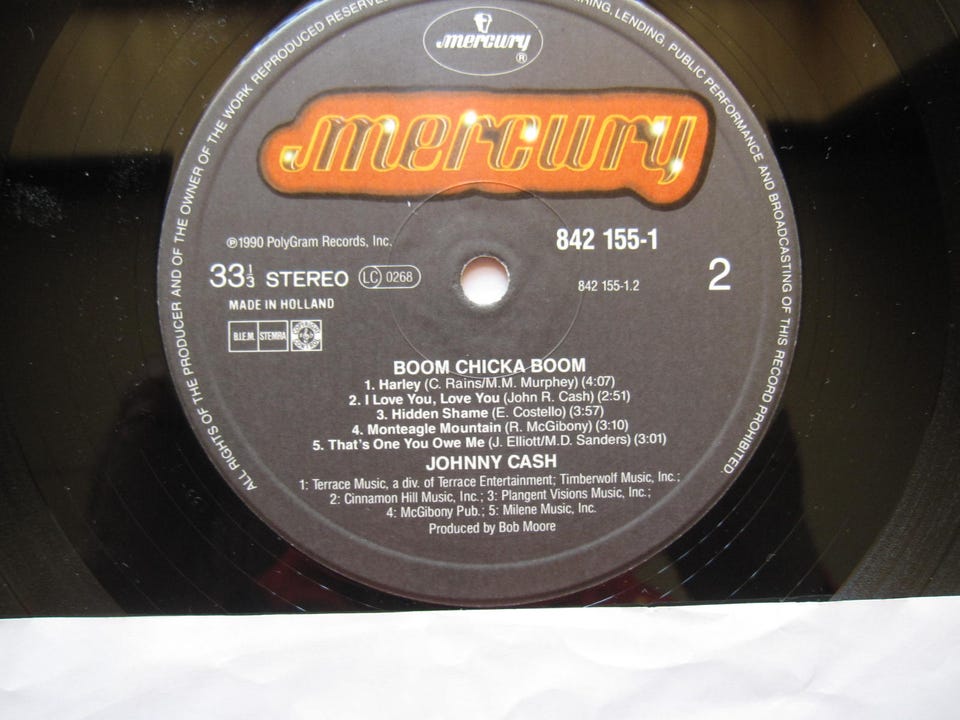 mercury
®
mercury
℗1990 PolyGram Records, Inc.
842 155-1
33⅓ STEREO LC 0268
842 155-1.2
2
MADE IN HOLLAND
B.I.E.M. STEMRA
BOOM CHICKA BOOM
1. Harley (C. Rains/M.M. Murphey) (4:07)
2. I Love You, Love You (John R. Cash) (2:51)
3. Hidden Shame (E. Costello) (3:57)
4. Monteagle Mountain (R. McGibony) (3:10)
5. That's One You Owe Me (J. Elliott/M.D. Sanders) (3:01)
JOHNNY CASH
1: Terrace Music, a div. of Terrace Entertainment; Timberwolf Music, Inc.;
2: Cinnamon Hill Music, Inc.; 3: Plangent Visions Music, Inc.;
4: McGibony Pub.; 5: Milene Music, Inc.
Produced by Bob Moore
ALL RIGHTS OF THE PRODUCER AND OF THE OWNER OF THE WORK REPRODUCED RESERVED
LENDING, PUBLIC PERFORMANCE AND BROADCASTING OF THIS RECORD PROHIBITED.